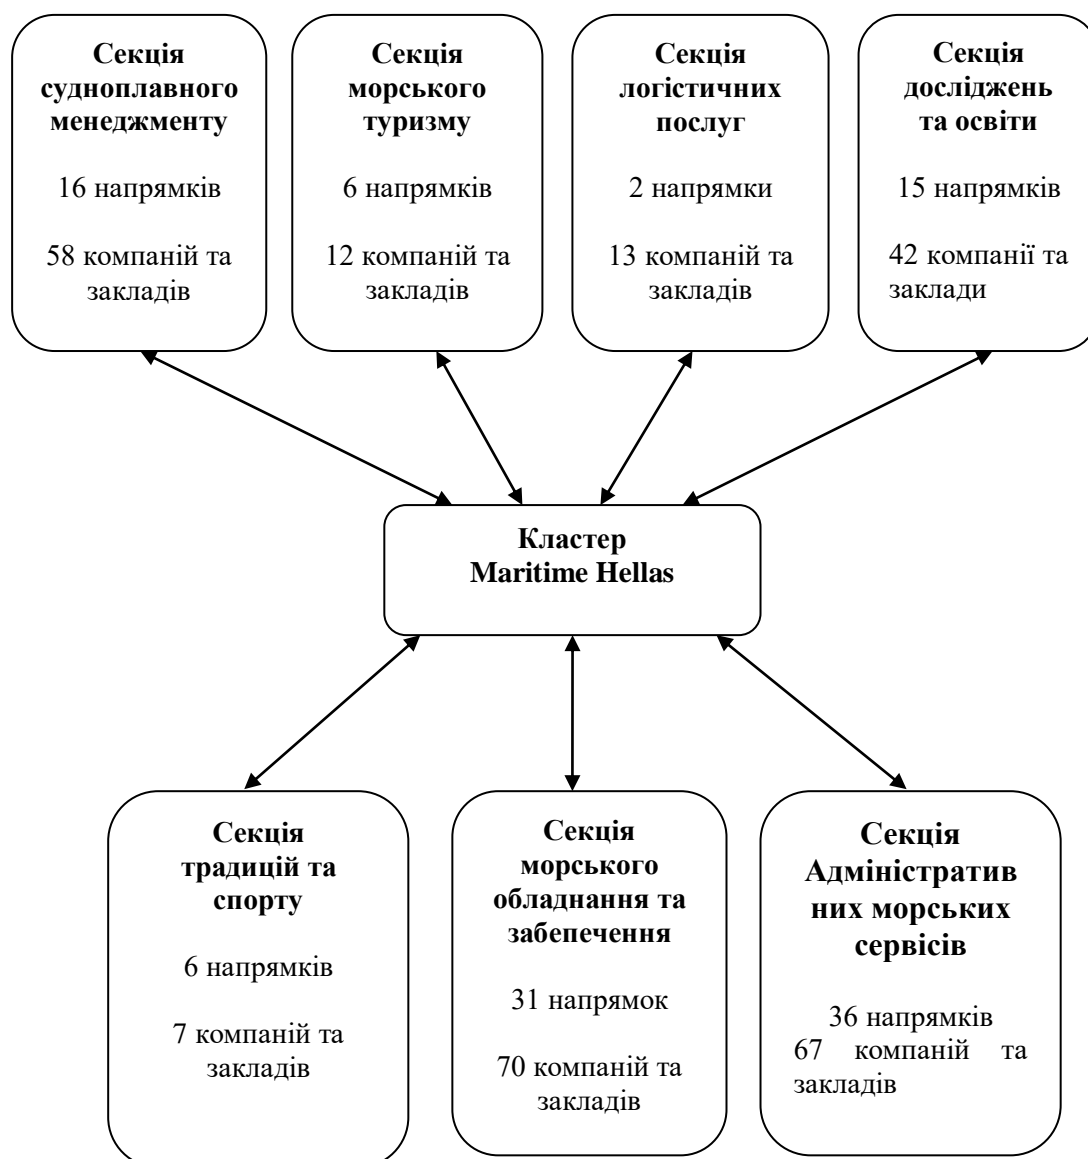 Секція
судноплавного
менеджменту
16 напрямків
58 компаній та
закладів
Секція
морського
туризму
6 напрямків
12 компаній та
закладів
Секція
логістичних
послуг
2 напрямки
13 компаній та
закладів
Секція
досліджень
та освіти
15 напрямків
42 компанії та
заклади
Кластер
Maritime Hellas
Секція
традицій та
спорту
6 напрямків
7 компаній та
закладів
Секція
морського
обладнання та
забепечення
31 напрямок
70 компаній та
закладів
Секція
Адміністратив
них морських
сервісів
36 напрямків
67 компаній та
закладів